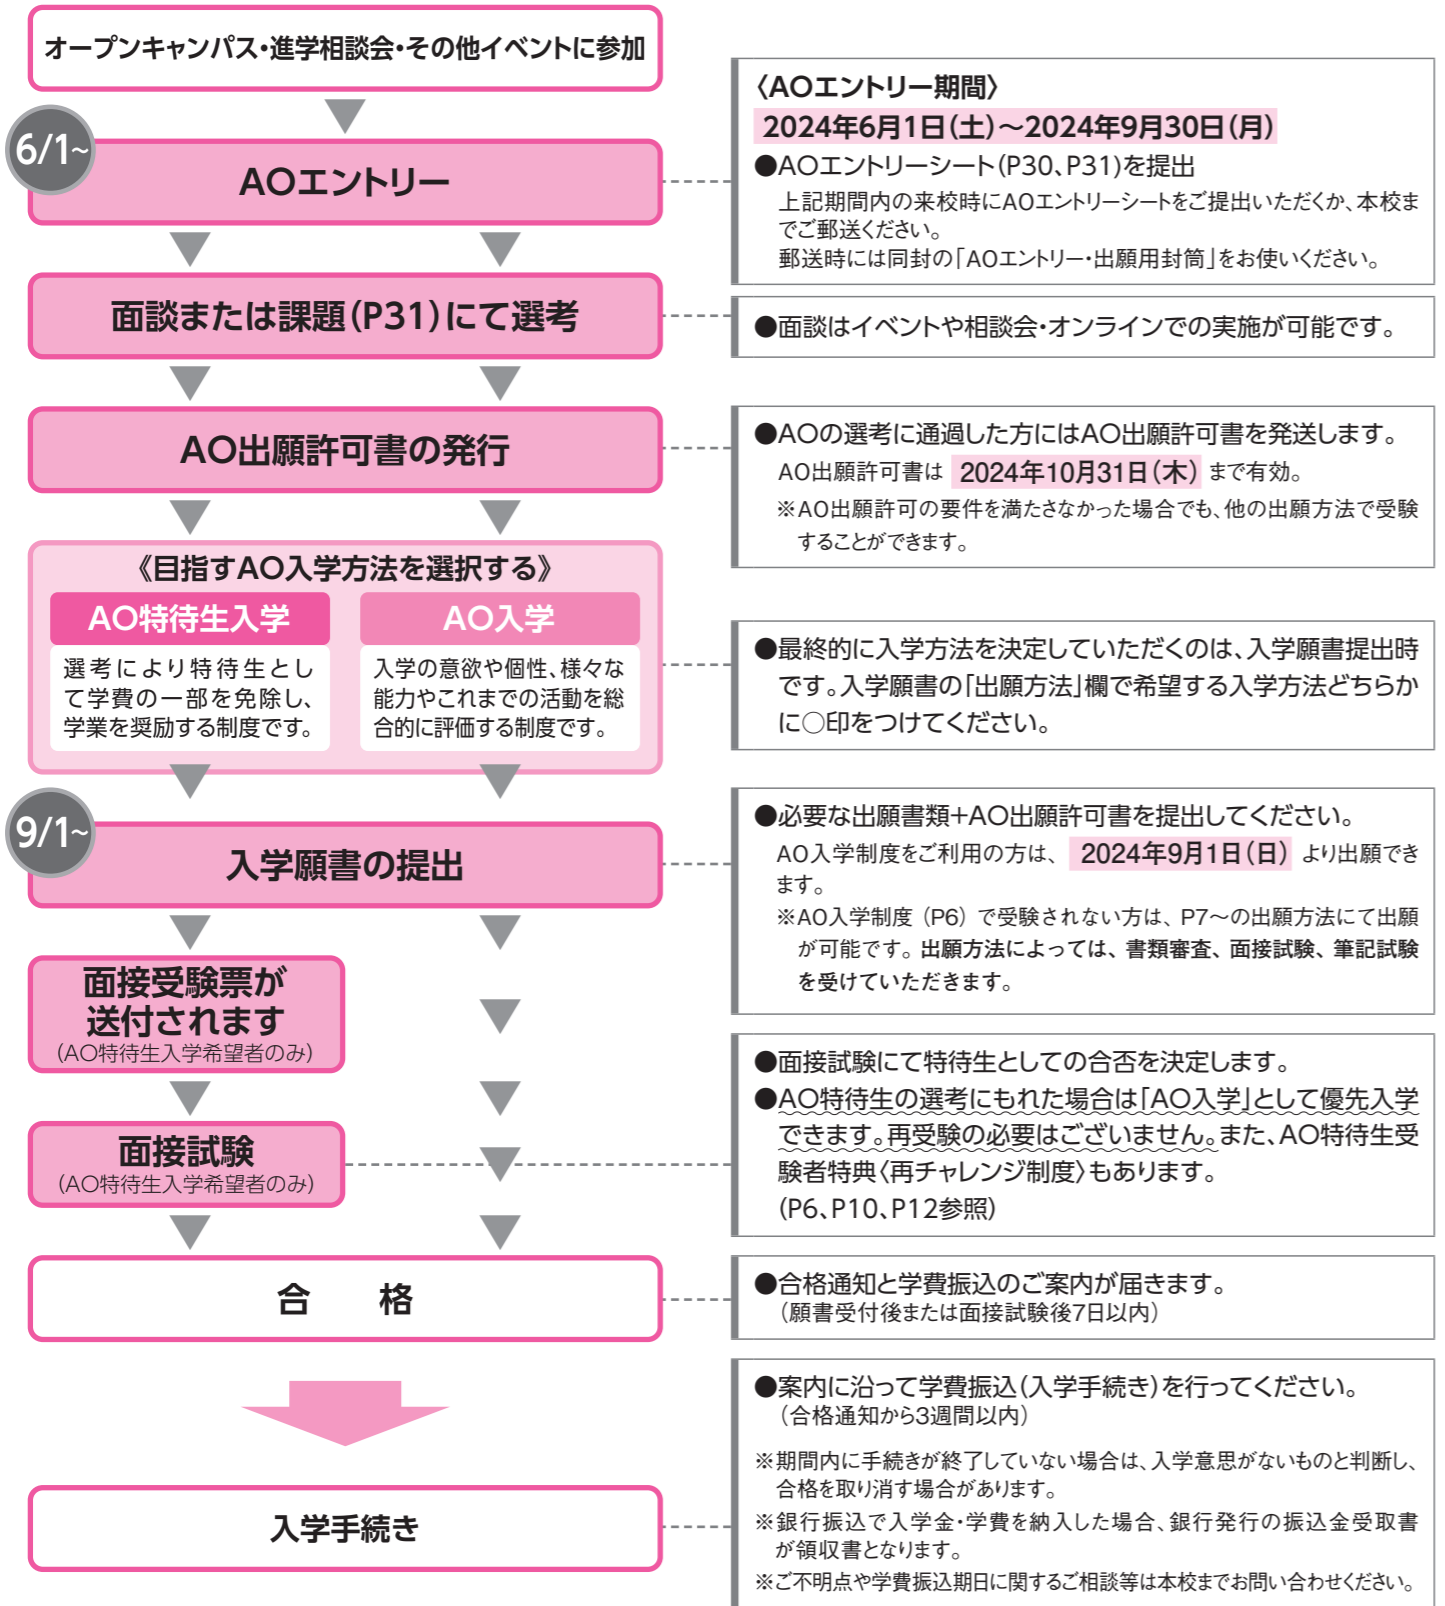 オープンキャンパス・進学相談会・その他イベントに参加
6/1~
AOエントリー
〈AOエントリー期間〉
2024年6月1日(土)～2024年9月30日(月)
●AOエントリーシート(P30、P31)を提出
上記期間内の来校時にAOエントリーシートをご提出いただくか、本校ま
でご郵送ください。
郵送時には同封の「AOエントリー・出願用封筒」をお使いください。
面談または課題(P31)にて選考
●面談はイベントや相談会・オンラインでの実施が可能です。
AO出願許可書の発行
●AOの選考に通過した方にはAO出願許可書を発送します。
AO出願許可書は 2024年10月31日(木) まで有効。
※AO出願許可の要件を満たさなかった場合でも、他の出願方法で受験
することができます。
《目指すAO入学方法を選択する》
AO特待生入学
選考により特待生とし
て学費の一部を免除し、
学業を奨励する制度です。
AO入学
入学の意欲や個性、様々な
能力やこれまでの活動を総
合的に評価する制度です。
●最終的に入学方法を決定していただくのは、入学願書提出時
です。入学願書の「出願方法」欄で希望する入学方法どちらか
に○印をつけてください。
9/1~
入学願書の提出
●必要な出願書類+AO出願許可書を提出してください。
AO入学制度をご利用の方は、 2024年9月1日(日) より出願でき
ます。
※AO入学制度(P6)で受験されない方は、P7～の出願方法にて出願
が可能です。出願方法によっては、書類審査、面接試験、筆記試験
を受けていただきます。
面接受験票が
送付されます
(AO特待生入学希望者のみ)
面接試験
(AO特待生入学希望者のみ)
●面接試験にて特待生としての合否を決定します。
●AO特待生の選考にもれた場合は「AO入学」として優先入学
できます。再受験の必要はございません。また、AO特待生受
験者特典〈再チャレンジ制度〉もあります。
(P6、P10、P12参照)
合　格
●合格通知と学費振込のご案内が届きます。
(願書受付後または面接試験後7日以内)
入学手続き
●案内に沿って学費振込(入学手続き)を行ってください。
(合格通知から3週間以内)
※期間内に手続きが終了していない場合は、入学意思がないものと判断し、
合格を取り消す場合があります。
※銀行振込で入学金・学費を納入した場合、銀行発行の振込金受取書
が領収書となります。
※ご不明点や学費振込期日に関するご相談等は本校までお問い合わせください。